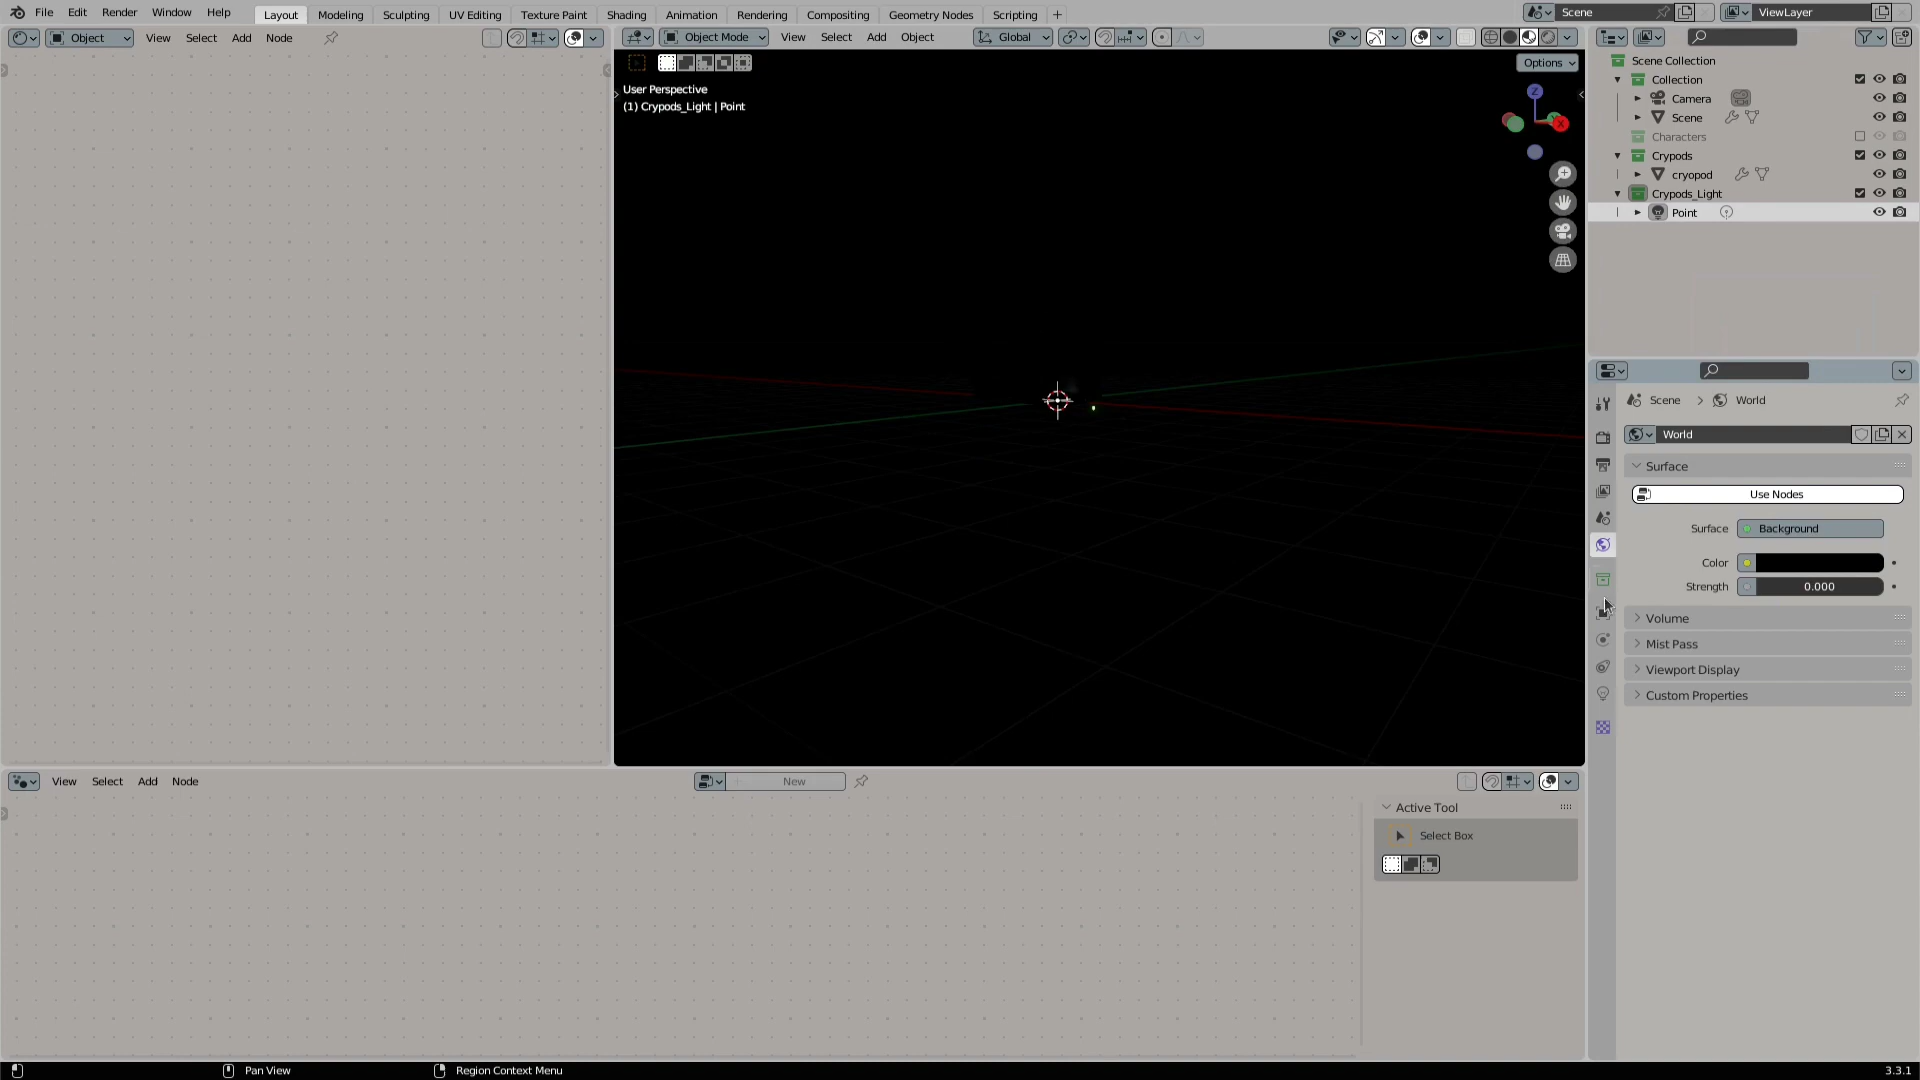 File Edit Render Window Help Layout Modeling Sculpting UV Editing Texture Paint Shading Animation Rendering Compositing Geometry Nodes Scripting + Scene ViewLayer
Object View Select Add Node
Object Mode View Select Add Object Global
Options
User Perspective
(1) Crypods_Light | Point
Z
X
Scene Collection
Collection
Camera
Scene
Characters
Crypods
cryopod
Crypods_Light
Point
Scene > World
World
Surface
Use Nodes
Surface Background
Color
Strength 0.000
Volume
Mist Pass
Viewport Display
Custom Properties
View Select Add Node New
Active Tool
Select Box
Pan View Region Context Menu 3.3.1